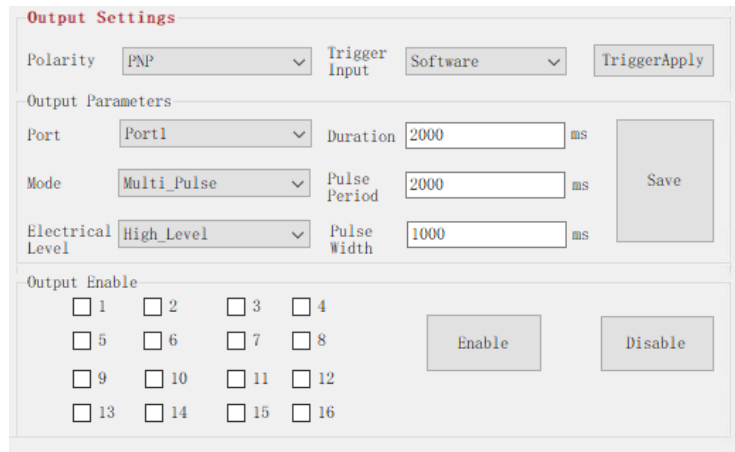 Output Settings
Polarity PNP Trigger Input Software TriggerApply
Output Parameters
Port Port1 Duration 2000 ms
Mode Multi_Pulse Pulse Period 2000 ms Save
Electrical Level High_Level Pulse Width 1000 ms
Output Enable
1 2 3 4
5 6 7 8 Enable Disable
9 10 11 12
13 14 15 16